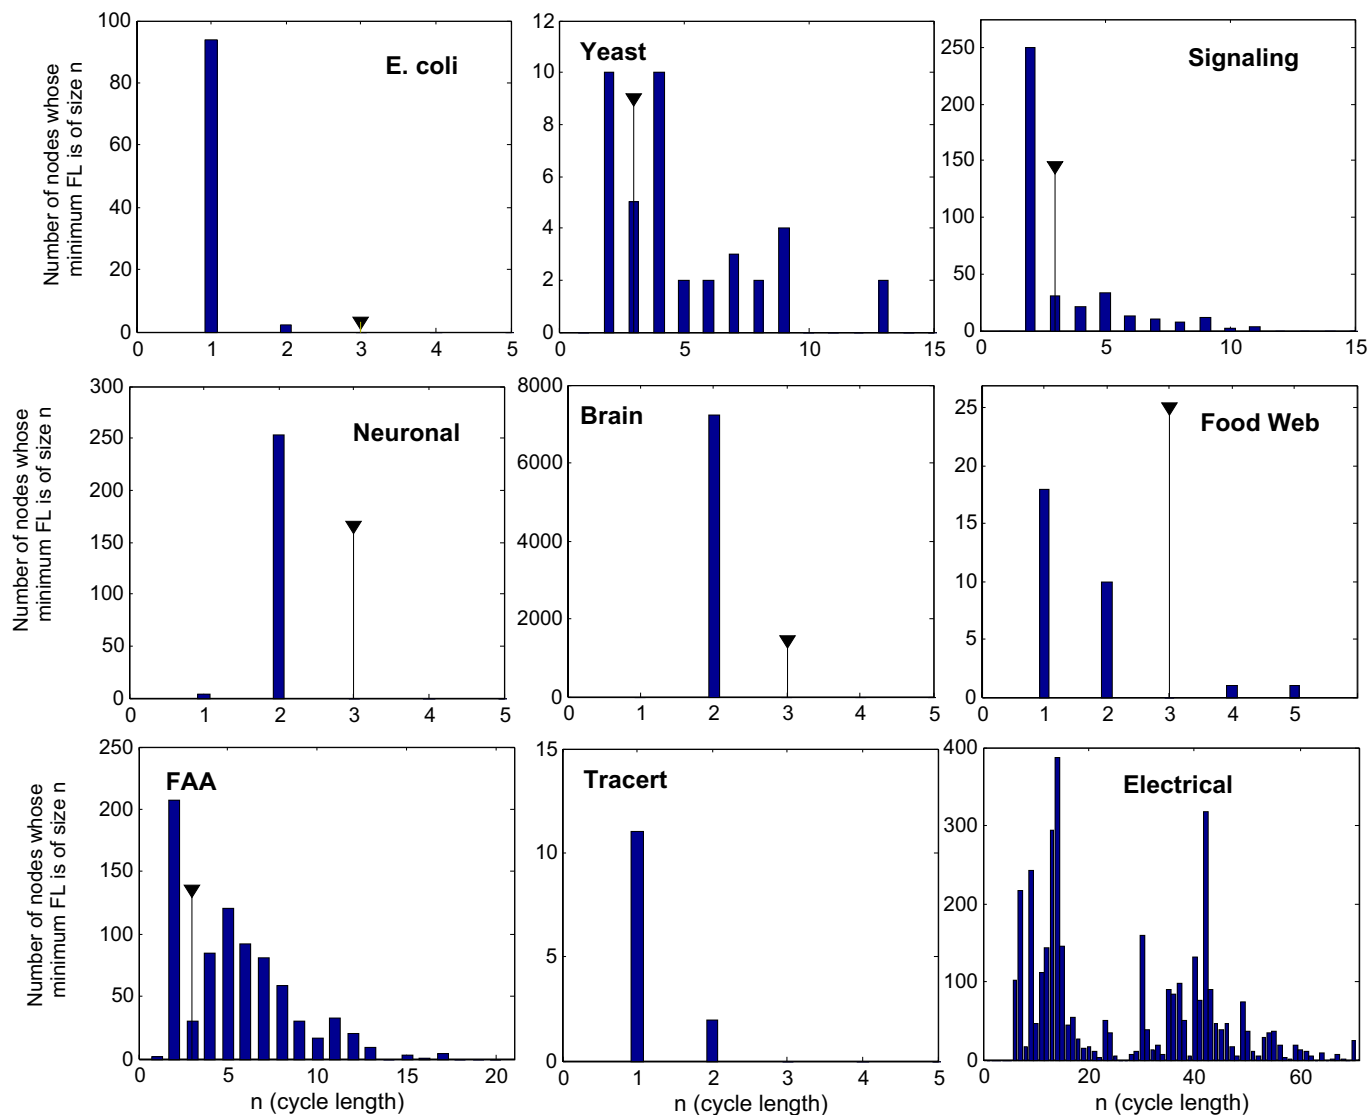 Number of nodes whose
minimum FL is of size n
100
80
60
40
20
0
0 1 2 3 4 5
E. coli
12
10
8
6
4
2
0
0 5 10 15
Yeast
250
200
150
100
50
0
0 5 10 15
Signaling
Number of nodes whose
minimum FL is of size n
300
250
200
150
100
50
0
1 2 3 4 5
Neuronal
8000
6000
4000
2000
0
0 1 2 3 4 5
Brain
25
20
15
10
5
0
0 1 2 3 4 5
Food Web
Number of nodes whose
minimum FL is of size n
250
200
150
100
50
0
0 5 10 15 20
n (cycle length)
FAA
15
10
5
0
0 1 2 3 4 5
n (cycle length)
Tracert
400
300
200
100
0
0 20 40 60
n (cycle length)
Electrical